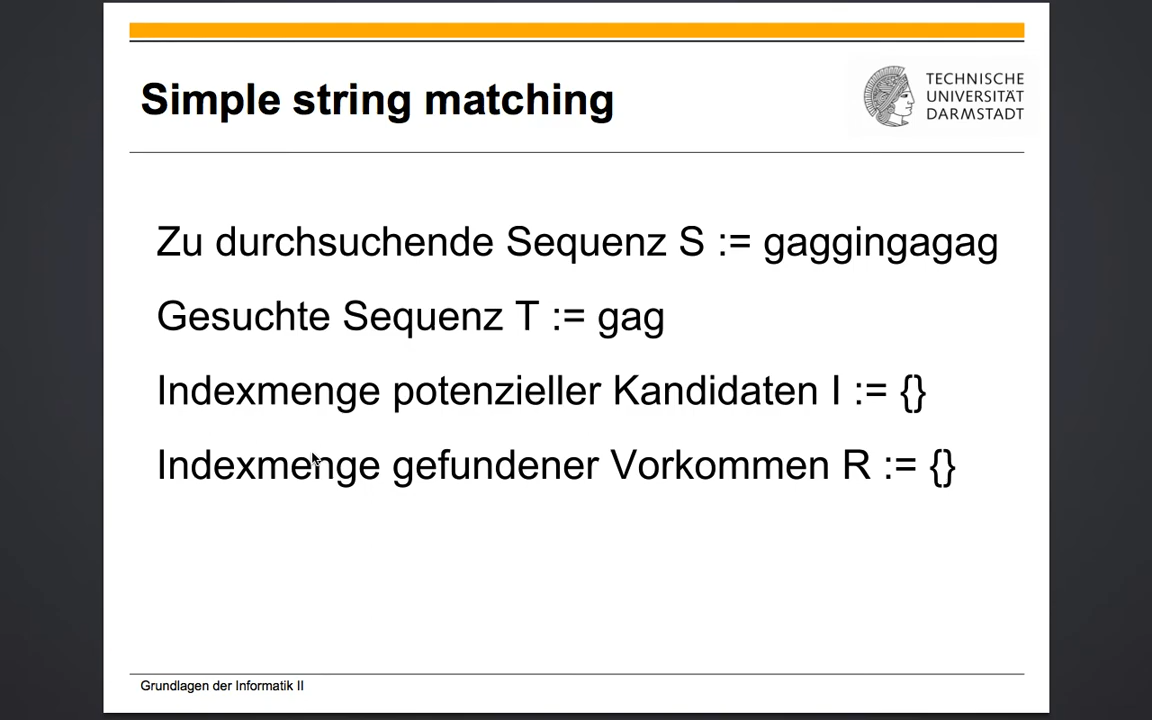 Simple string matching
TECHNISCHE
UNIVERSITÄT
DARMSTADT
Zu durchsuchende Sequenz S := gaggingagag
Gesuchte Sequenz T := gag
Indexmenge potenzieller Kandidaten I := {}
Indexmenge gefundener Vorkommen R := {}
Grundlagen der Informatik II